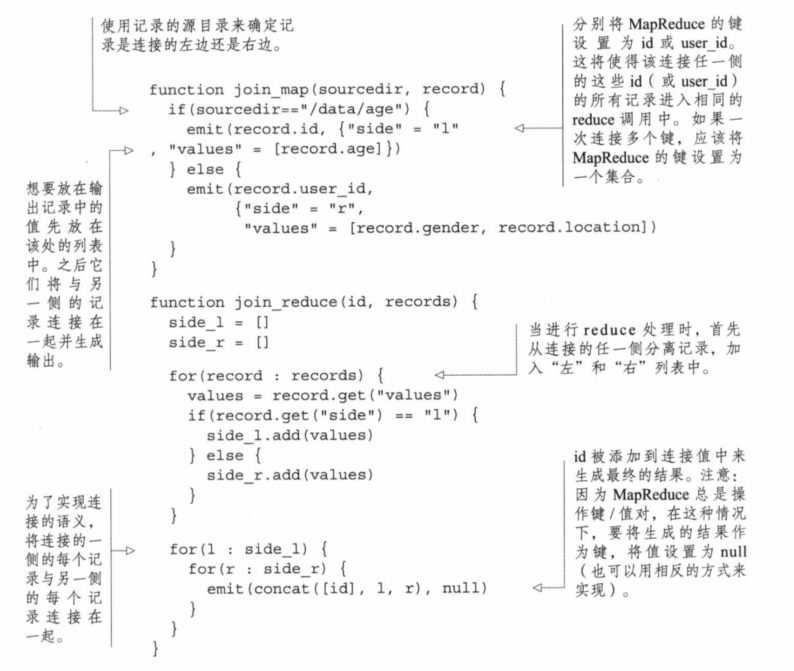 使用记录的源目录来确定记
录是连接的左边还是右边。
分别将 MapReduce 的键
设置为 id 或 user_id。
这将使得该连接任一侧
的这些 id（或 user_id）
的所有记录进入相同的
reduce 调用中。如果一
次连接多个键，应该将
MapReduce 的键设置为
一个集合。
function join_map(sourcedir, record) {
if(sourcedir=="/data/age") {
emit(record.id, {"side" = "l"
, "values" = [record.age]})
} else {
emit(record.user_id,
{"side" = "r",
"values" = [record.gender, record.location]})
}
}
想要放在输
出记录中的
值先放在
该处的列表
中。之后它
们将与另
一侧的记
录连接在
一起并生成
输出。
function join_reduce(id, records) {
side_l = []
side_r = []
当进行 reduce 处理时，首先
从连接的任一侧分离记录，加
入“左”和“右”列表中。
for(record : records) {
values = record.get("values")
if(record.get("side") == "l") {
side_l.add(values)
} else {
side_r.add(values)
}
}
id 被添加到连接值中来
生成最终的结果。注意：
因为 MapReduce 总是操
作键 / 值对，在这种情况
下，要将生成的结果作
为键，将值设置为 null
（也可以用相反的方式来
实现）。
为了实现连
接的语义，
将连接的一
侧的每个记
录与另一侧
的每个记
录连接在
一起。
for(l : side_l) {
for(r : side_r) {
emit(concat([id], l, r), null)
}
}
}